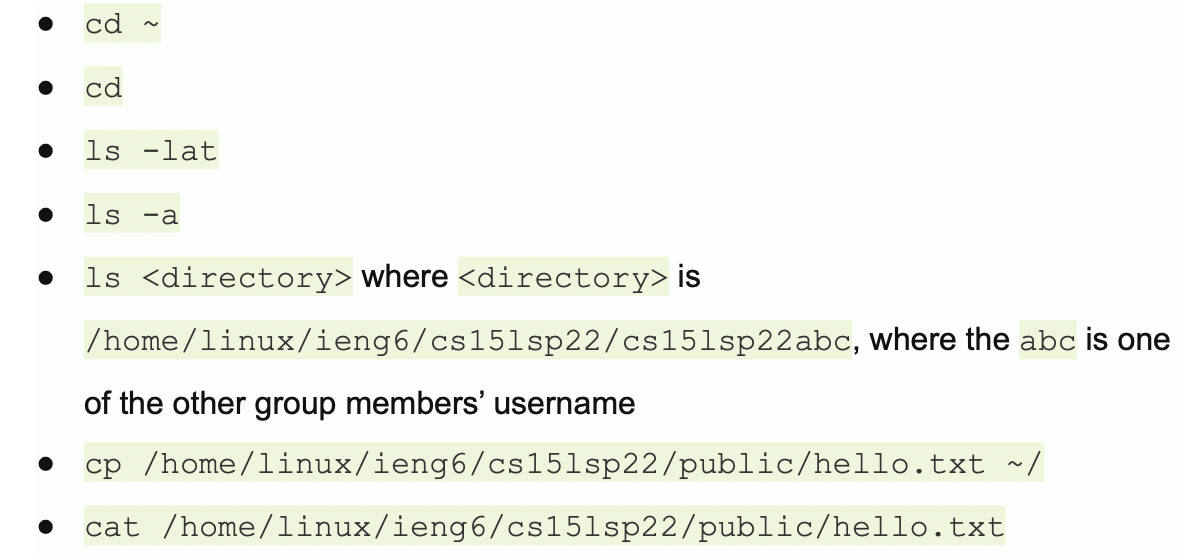 ● cd ~
● cd
● ls -lat
● ls -a
● ls <directory> where <directory> is
/home/linux/ieng6/cs15lsp22/cs15lsp22abc, where the abc is one
of the other group members’ username
● cp /home/linux/ieng6/cs15lsp22/public/hello.txt ~/
● cat /home/linux/ieng6/cs15lsp22/public/hello.txt